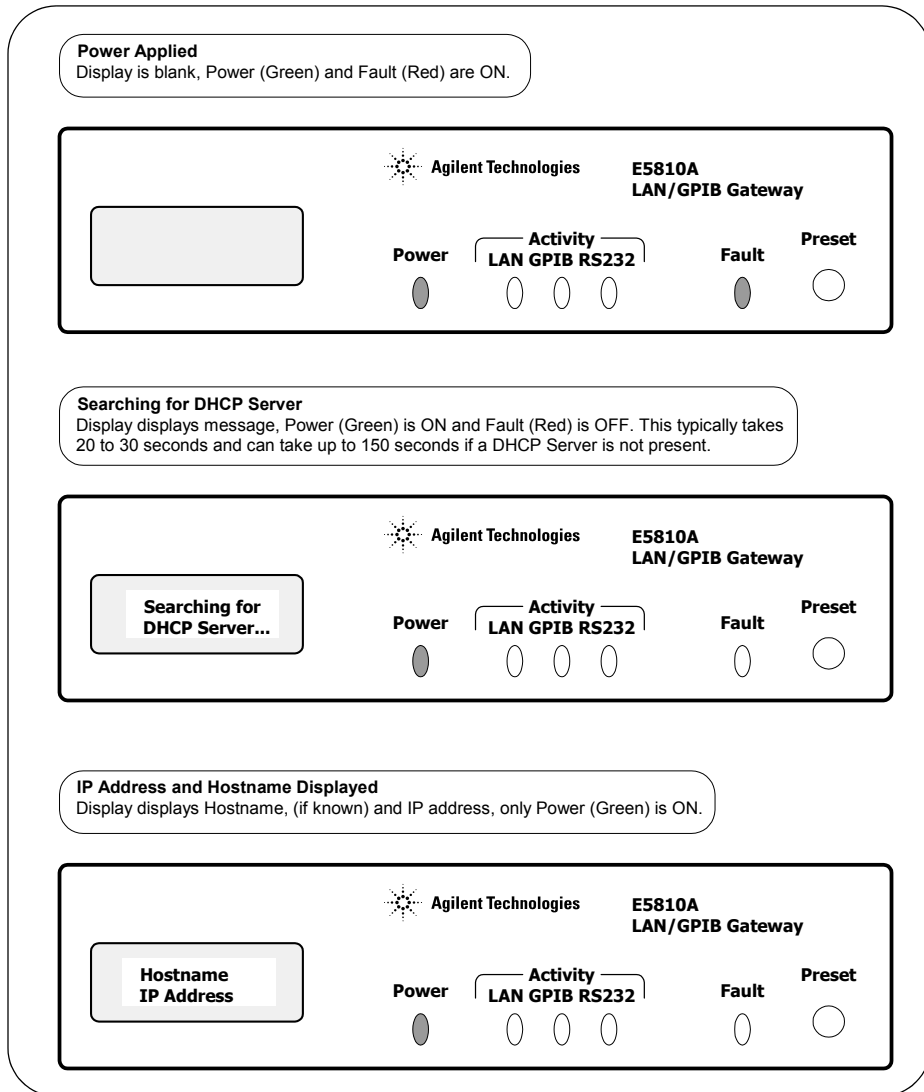 Power Applied
Display is blank, Power (Green) and Fault (Red) are ON.
Agilent Technologies
E5810A
LAN/GPIB Gateway
Power
Activity
LAN GPIB RS232
Fault
Preset
Searching for DHCP Server
Display displays message, Power (Green) is ON and Fault (Red) is OFF. This typically takes
20 to 30 seconds and can take up to 150 seconds if a DHCP Server is not present.
Agilent Technologies
E5810A
LAN/GPIB Gateway
Searching for
DHCP Server...
Power
Activity
LAN GPIB RS232
Fault
Preset
IP Address and Hostname Displayed
Display displays Hostname, (if known) and IP address, only Power (Green) is ON.
Agilent Technologies
E5810A
LAN/GPIB Gateway
Hostname
IP Address
Power
Activity
LAN GPIB RS232
Fault
Preset